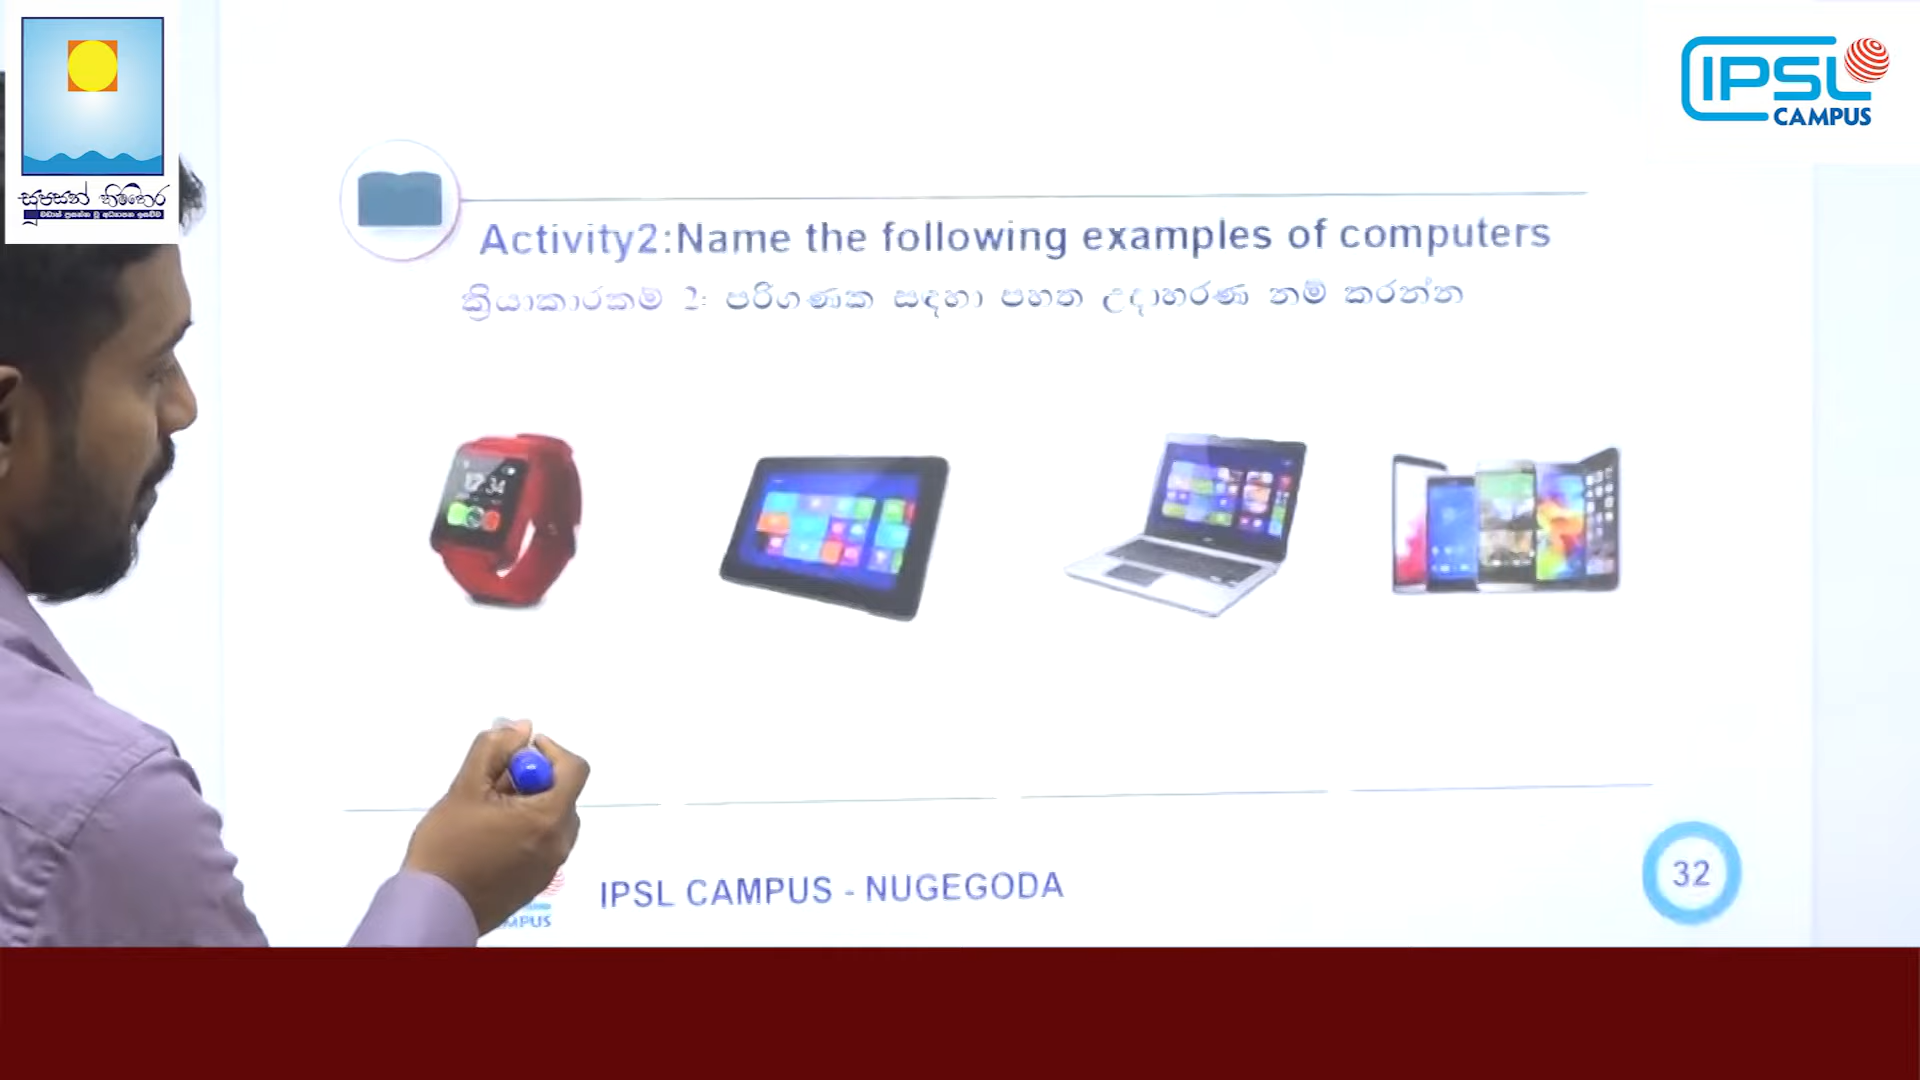 සුපසන් නිම්තෙර
IPSL
CAMPUS
Activity2:Name the following examples of computers
ක්‍රියාකාරකම් 2: පරිගණක සඳහා පහත උදාහරණ නම් කරන්න
IPSL CAMPUS - NUGEGODA
32